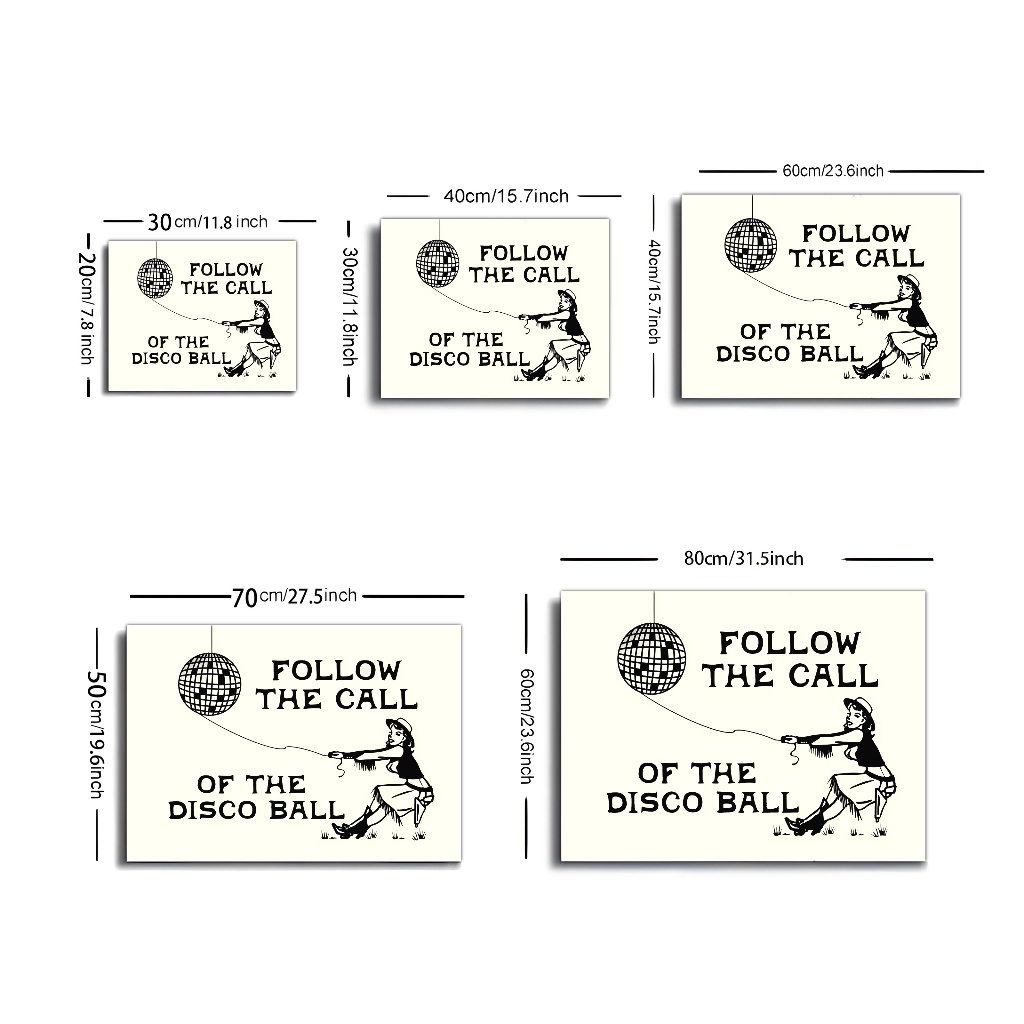 30cm/11.8 inch
20cm/ 7.8 inch
FOLLOW
THE CALL
OF THE
DISCO BALL
40cm/15.7inch
30cm/11.8inch
FOLLOW
THE CALL
OF THE
DISCO BALL
60cm/23.6inch
40cm/15.7inch
FOLLOW
THE CALL
OF THE
DISCO BALL
70cm/27.5inch
50cm/19.6inch
FOLLOW
THE CALL
OF THE
DISCO BALL
80cm/31.5inch
60cm/23.6inch
FOLLOW
THE CALL
OF THE
DISCO BALL